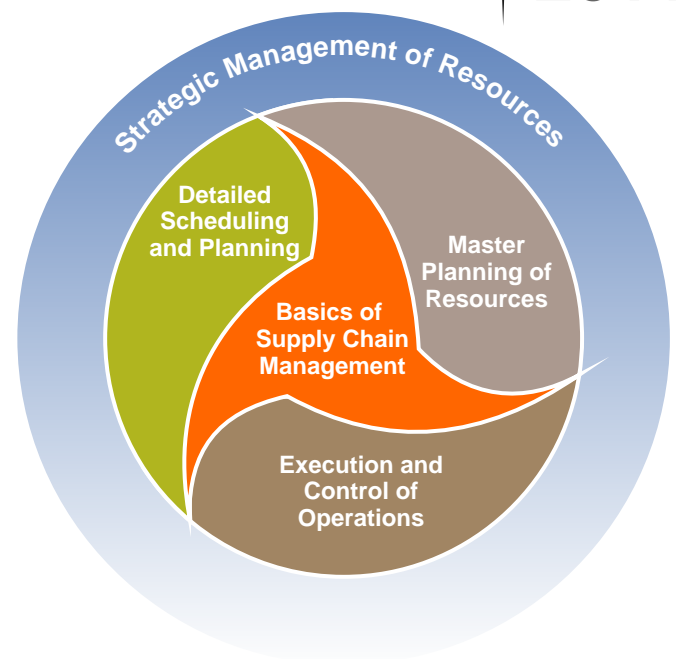 Strategic Management of Resources
Detailed
Scheduling
and Planning
Master
Planning of
Resources
Basics of
Supply Chain
Management
Execution and
Control of
Operations